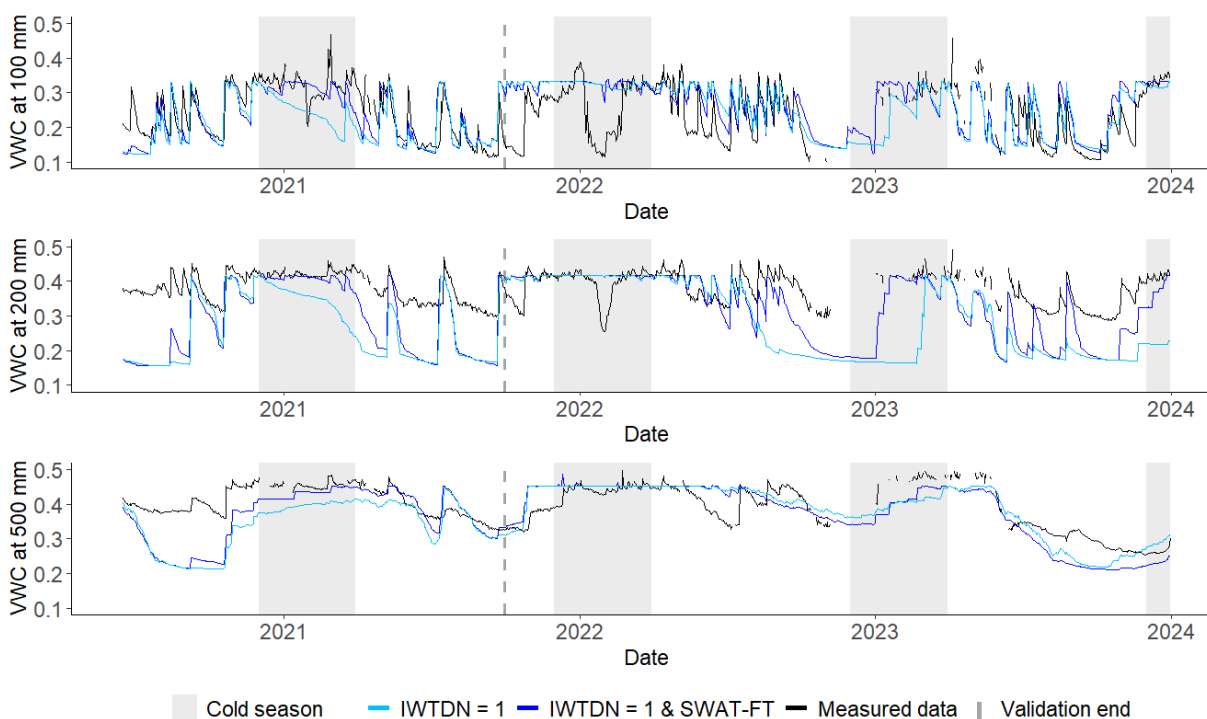 VWC at 100 mm
0.5
0.4
0.3
0.2
0.1
2021 2022 2023 2024
Date
VWC at 200 mm
0.5
0.4
0.3
0.2
0.1
2021 2022 2023 2024
Date
VWC at 500 mm
0.5
0.4
0.3
0.2
0.1
2021 2022 2023 2024
Date
Cold season IWTDN = 1 IWTDN = 1 & SWAT-FT Measured data Validation end